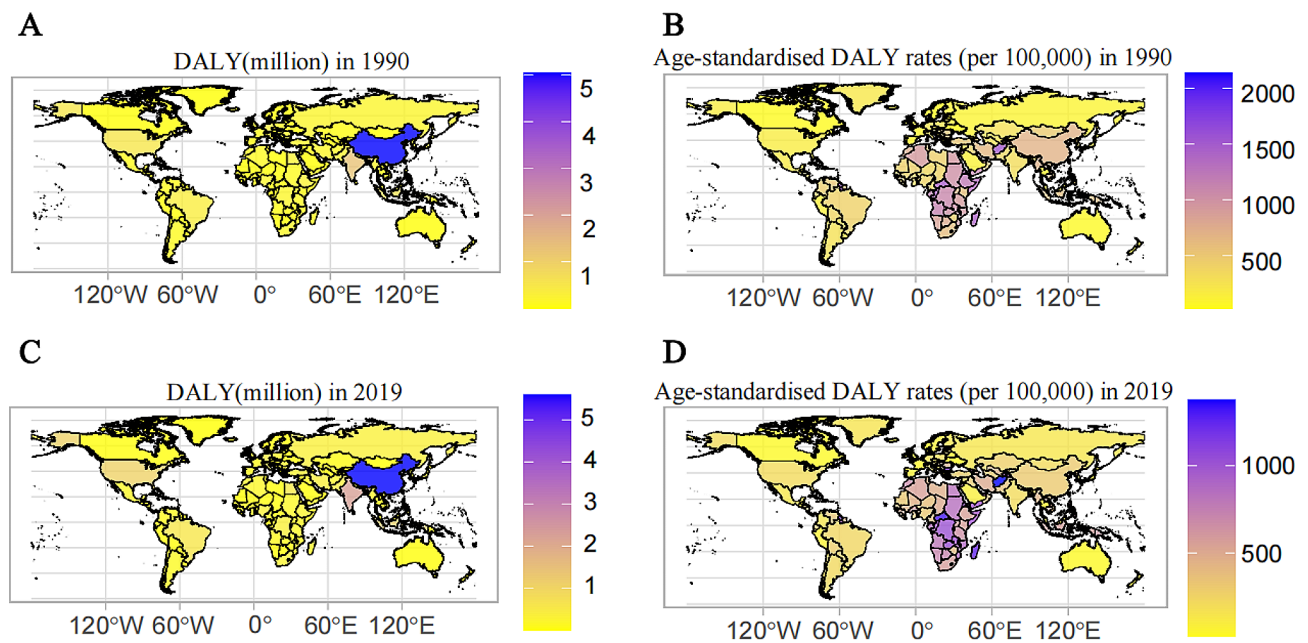 A
DALY(million) in 1990
5
4
3
2
1
120°W 60°W 0° 60°E 120°E
B
Age-standardised DALY rates (per 100,000) in 1990
2000
1500
1000
500
120°W 60°W 0° 60°E 120°E
C
DALY(million) in 2019
5
4
3
2
1
120°W 60°W 0° 60°E 120°E
D
Age-standardised DALY rates (per 100,000) in 2019
1000
500
120°W 60°W 0° 60°E 120°E